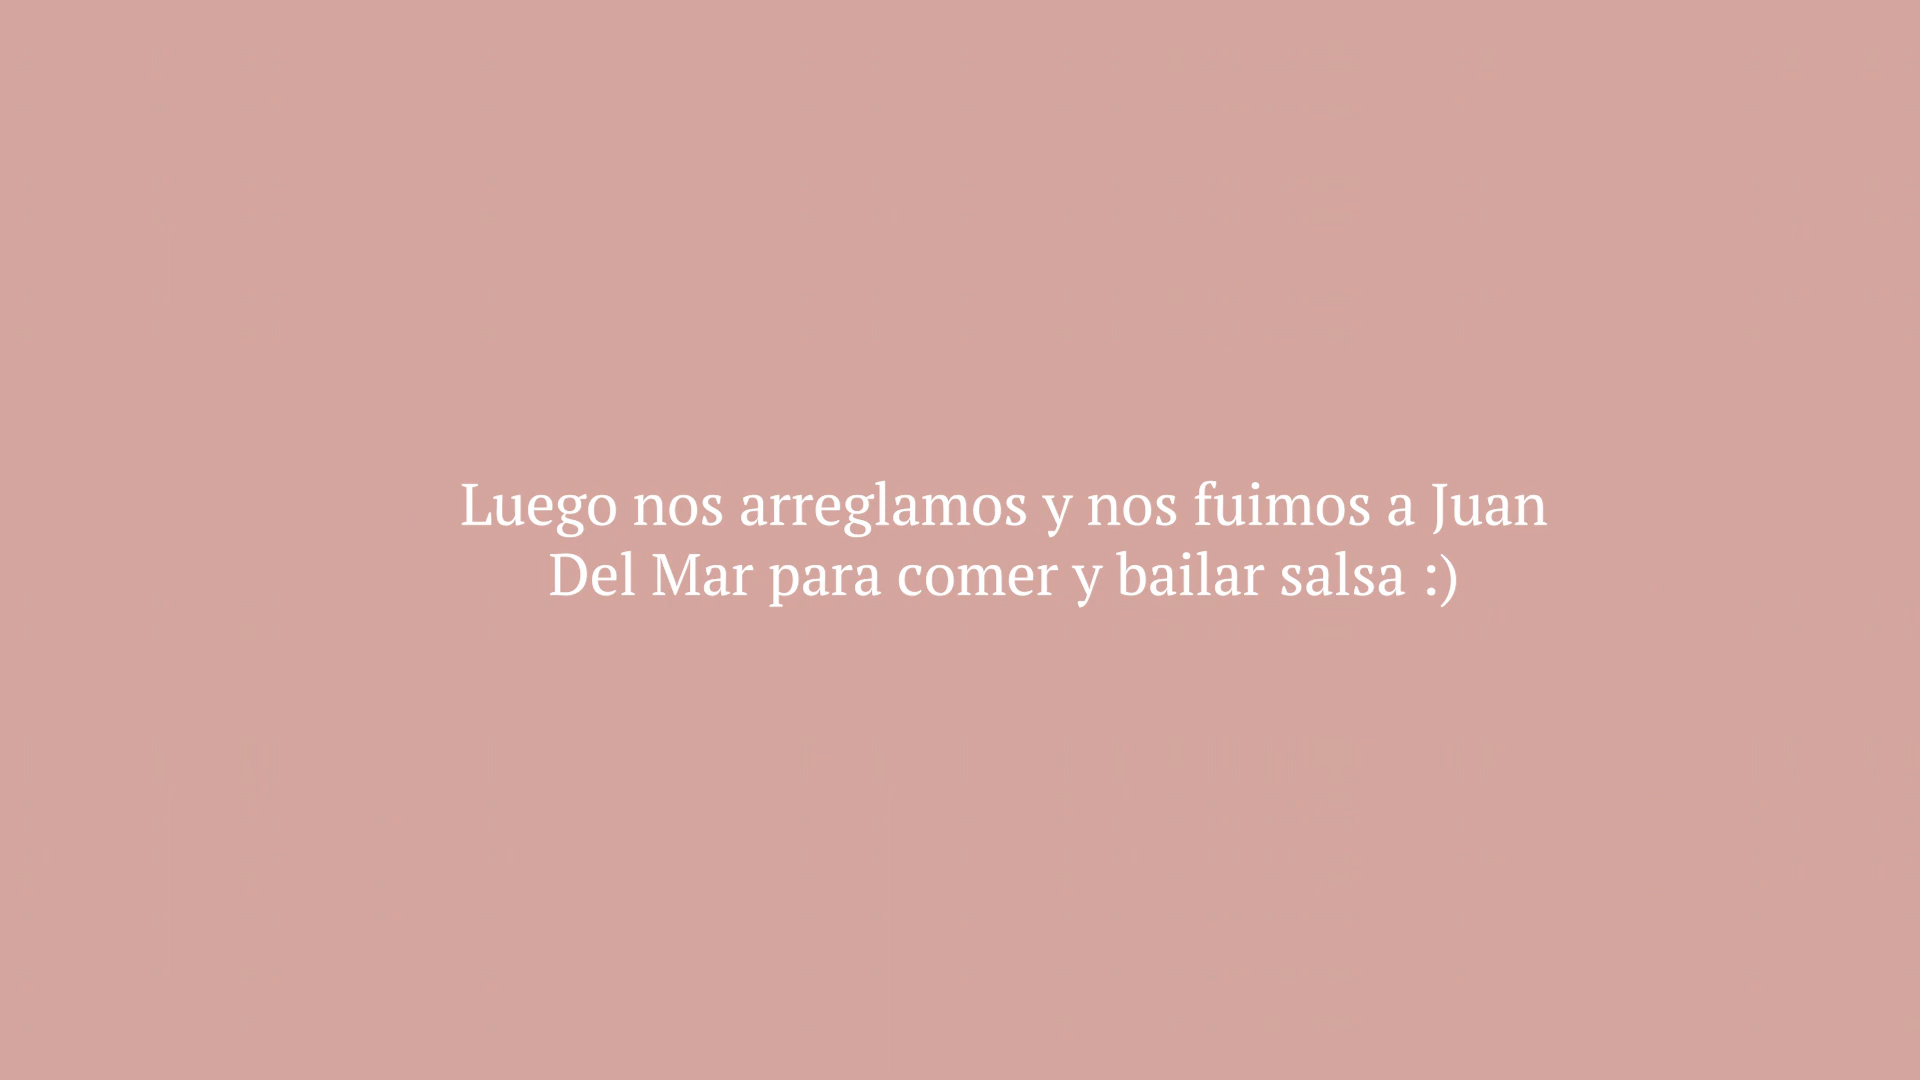 Luego nos arreglamos y nos fuimos a Juan
Del Mar para comer y bailar salsa :)